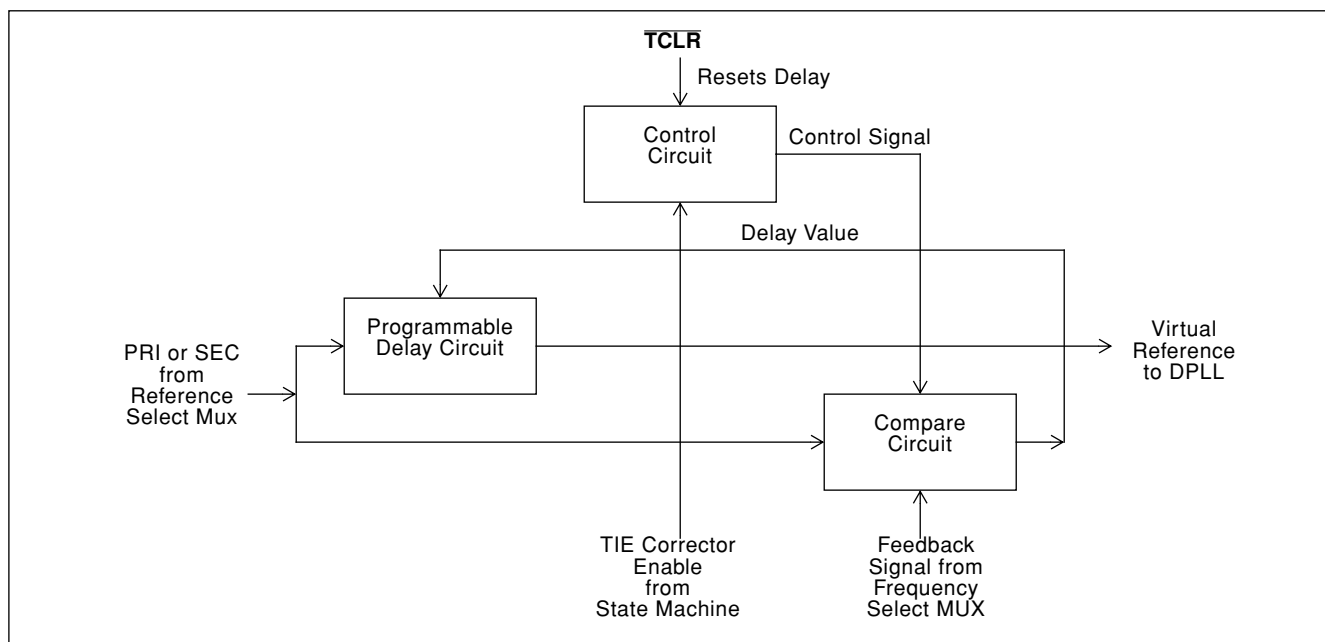 TCLR
Resets Delay
Control
Circuit
Control Signal
Delay Value
Programmable
Delay Circuit
PRI or SEC
from
Reference
Select Mux
Virtual
Reference
to DPLL
Compare
Circuit
TIE Corrector
Enable
from
State Machine
Feedback
Signal from
Frequency
Select MUX